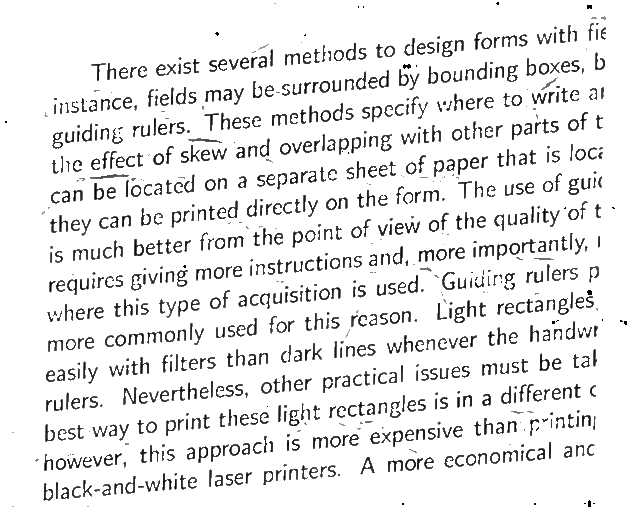 There exist several methods to design forms with fie
instance, fields may be surrounded by bounding boxes, b
guiding rulers. These methods specify where to write a
the effect of skew and overlapping with other parts of t
can be located on a separate sheet of paper that is loca
they can be printed directly on the form. The use of guid
is much better from the point of view of the quality of t
requires giving more instructions and, more importantly,
where this type of acquisition is used. Guiding rulers p
more commonly used for this reason. Light rectangles
easily with filters than dark lines whenever the handwr
rulers. Nevertheless, other practical issues must be tak
best way to print these light rectangles is in a different c
however, this approach is more expensive than printing
black-and-white laser printers. A more economical and